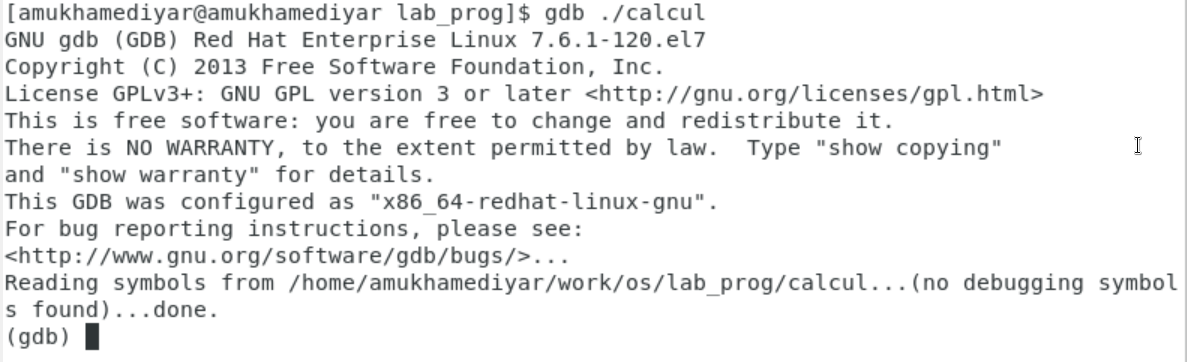 [amukhamediyar@amukhamediyar lab_prog]$ gdb ./calcul
GNU gdb (GDB) Red Hat Enterprise Linux 7.6.1-120.el7
Copyright (C) 2013 Free Software Foundation, Inc.
License GPLv3+: GNU GPL version 3 or later <http://gnu.org/licenses/gpl.html>
This is free software: you are free to change and redistribute it.
There is NO WARRANTY, to the extent permitted by law.  Type "show copying"
and "show warranty" for details.
This GDB was configured as "x86_64-redhat-linux-gnu".
For bug reporting instructions, please see:
<http://www.gnu.org/software/gdb/bugs/>...
Reading symbols from /home/amukhamediyar/work/os/lab_prog/calcul...(no debugging symbol
s found)...done.
(gdb)